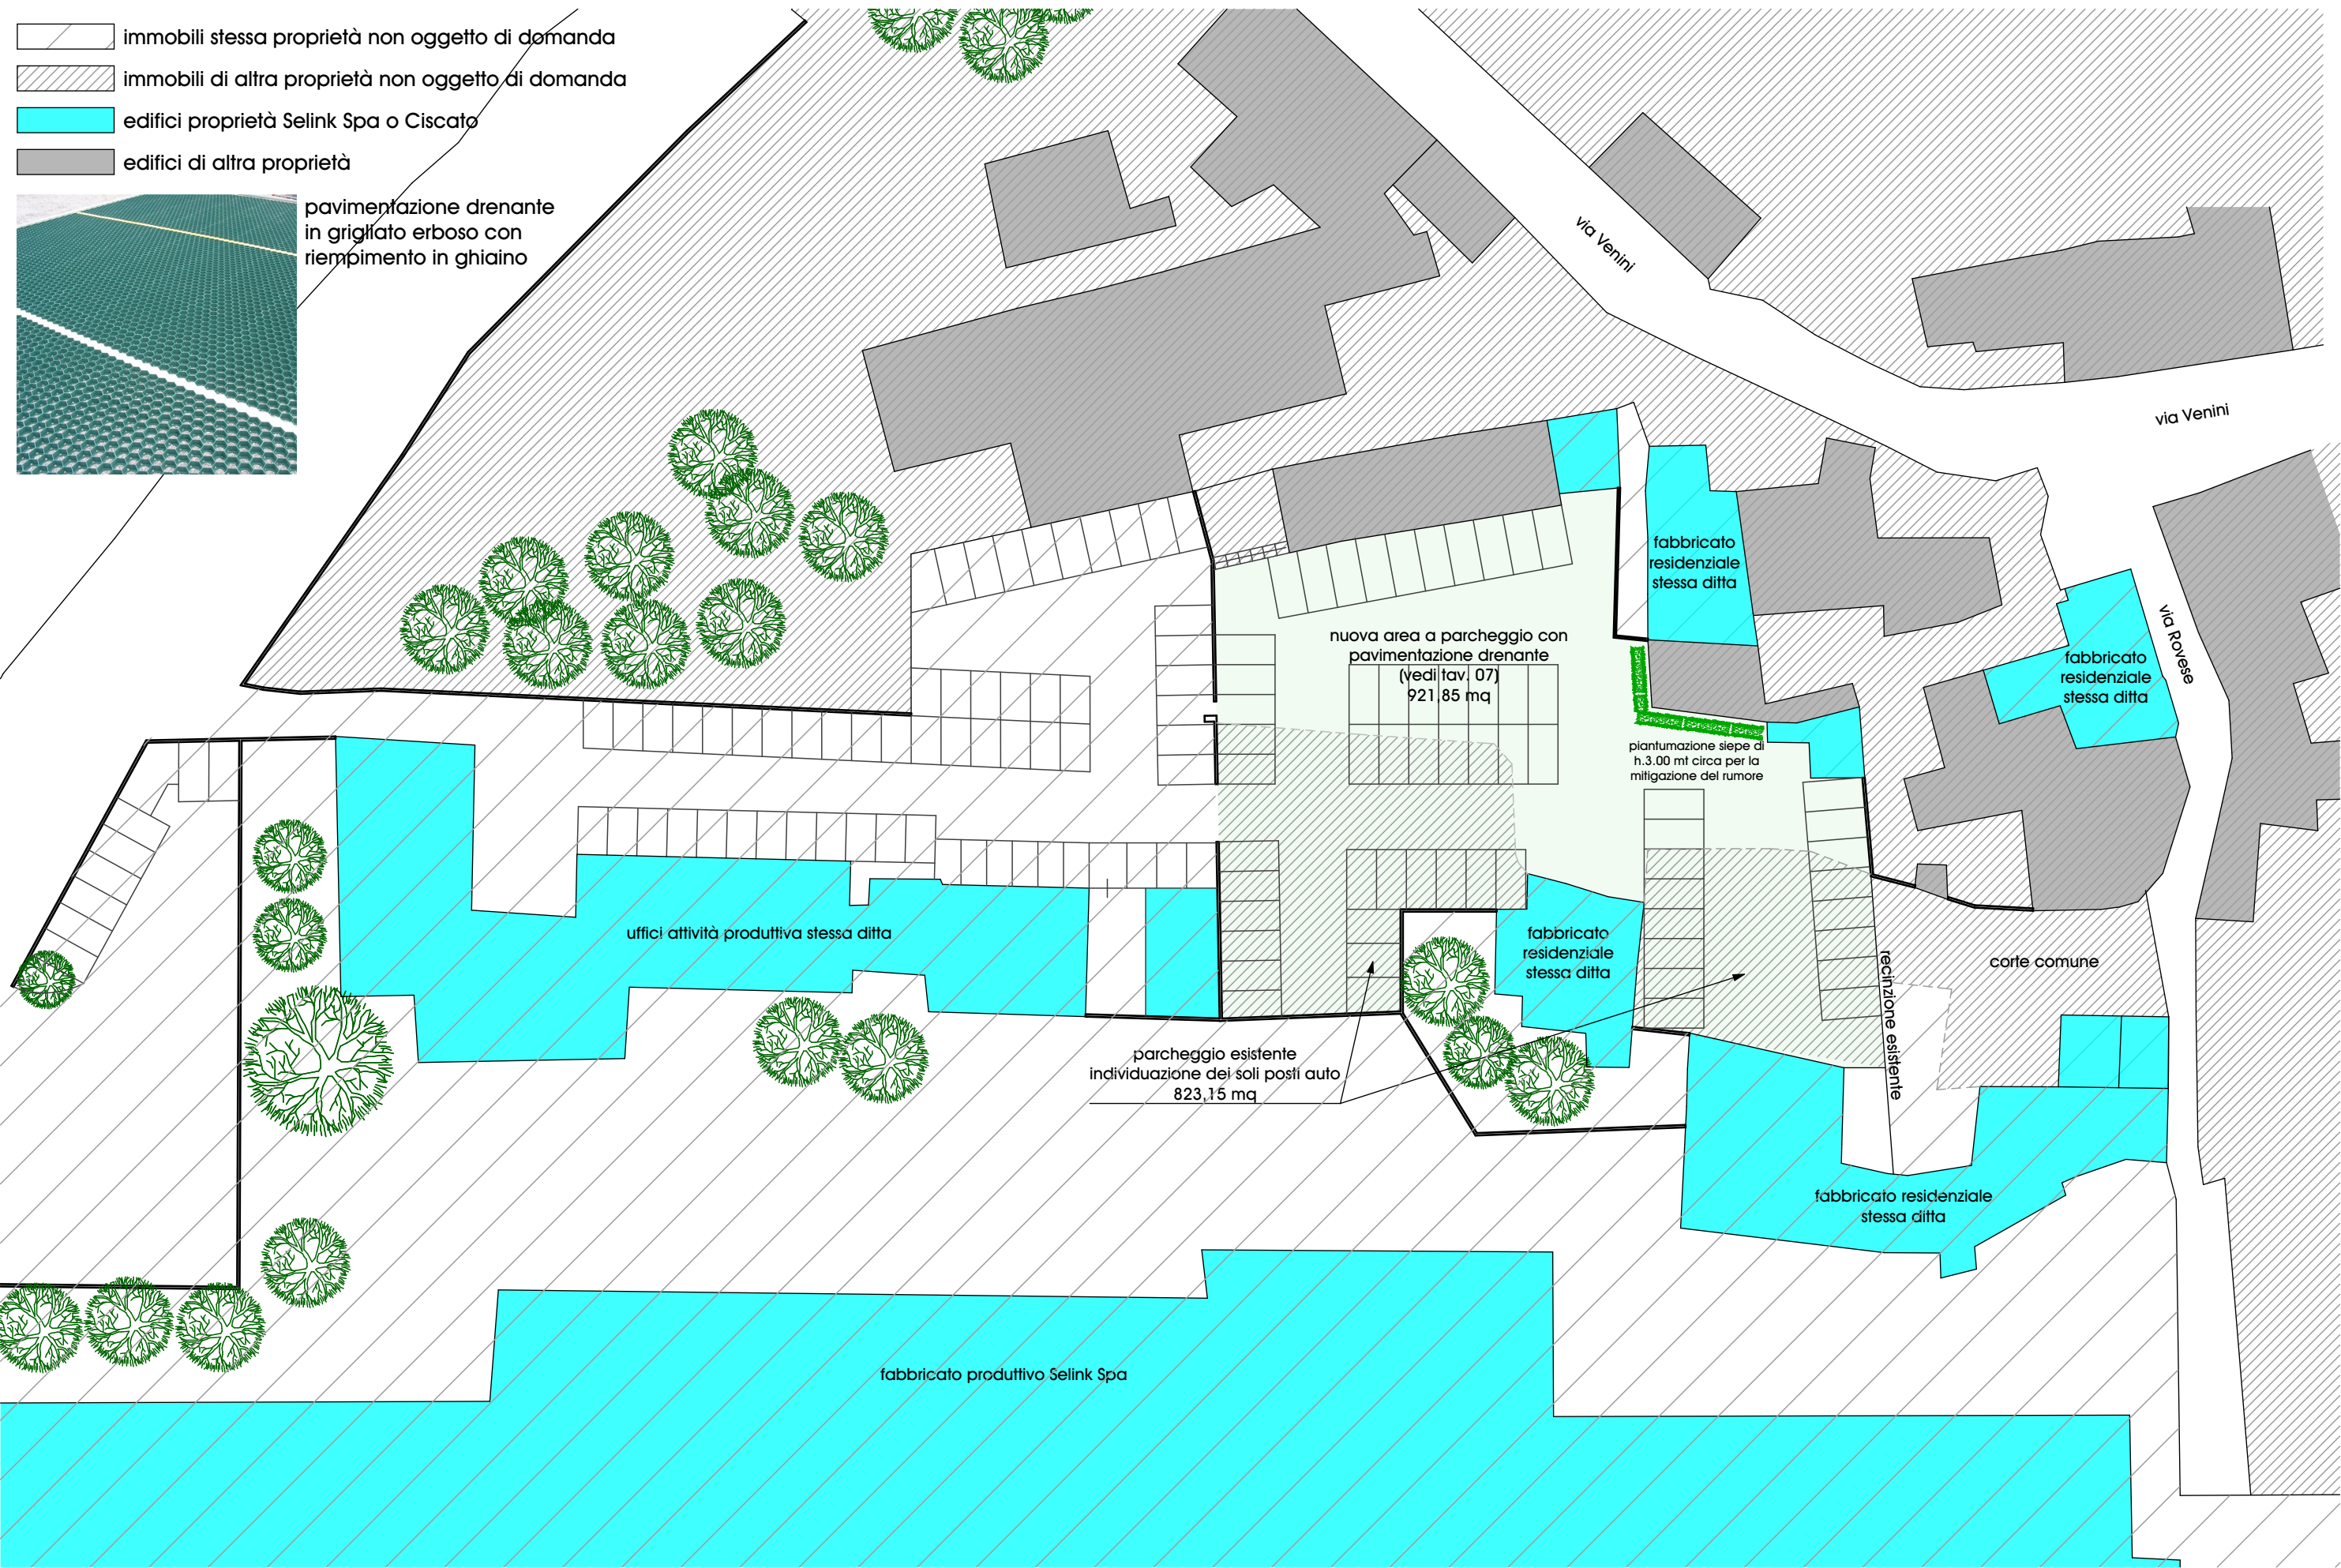 immobili stessa proprietà non oggetto di domanda
immobili di altra proprietà non oggetto di domanda
edifici proprietà Selink Spa o Ciscato
edifici di altra proprietà
pavimentazione drenante
in grigliato erboso con
riempimento in ghiaino
via Venini
via Venini
fabbricato
residenziale
stessa ditta
via Rovese
fabbricato
residenziale
stessa ditta
nuova area a parcheggio con
pavimentazione drenante
(vedi tav. 07)
921,85 mq
piantumazione siepe di
h.3.00 mt circa per la
mitigazione del rumore
uffici attività produttiva stessa ditta
fabbricato
residenziale
stessa ditta
recinzione esistente
corte comune
parcheggio esistente
individuazione dei soli posti auto
823,15 mq
fabbricato residenziale
stessa ditta
fabbricato produttivo Selink Spa